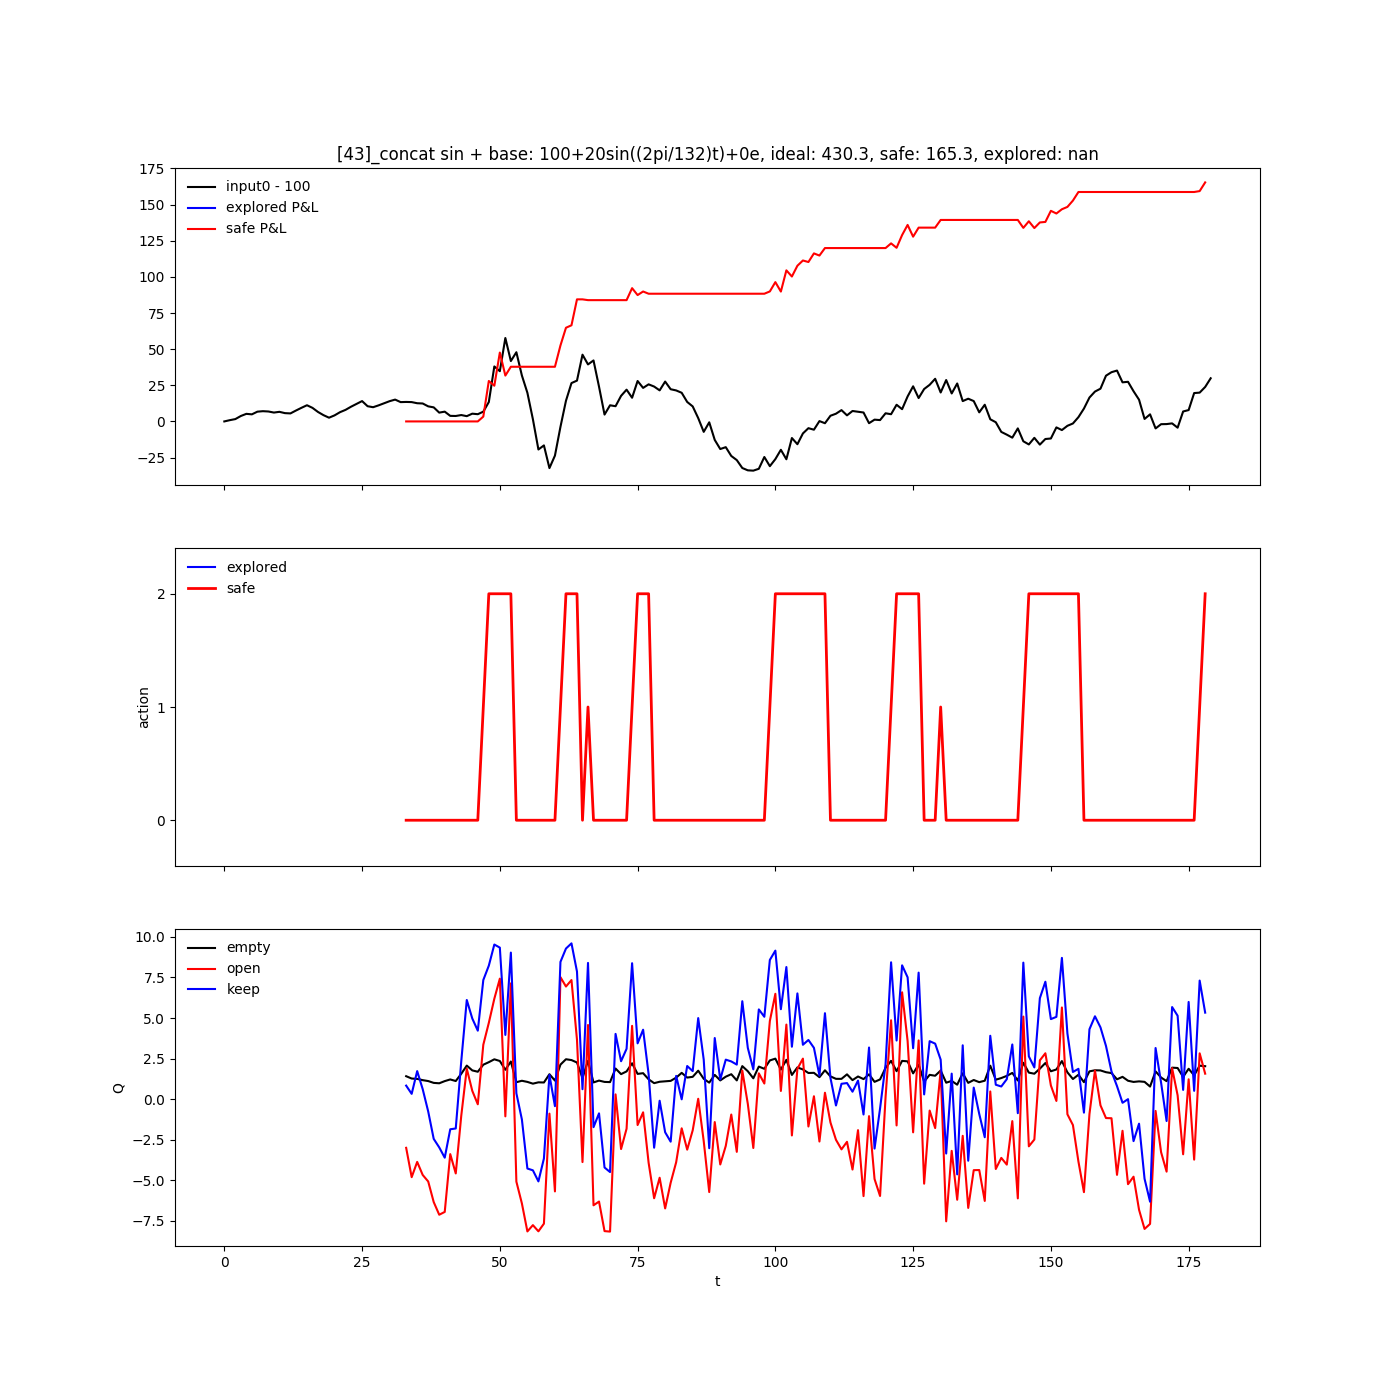 [43]_concat sin + base: 100+20sin((2pi/132)t)+0e, ideal: 430.3, safe: 165.3, explored: nan
175
150
125
100
75
50
25
0
−25
input0 - 100
explored P&L
safe P&L
2
1
0
action
explored
safe
10.0
7.5
5.0
2.5
0.0
−2.5
−5.0
−7.5
Q
empty
open
keep
0 25 50 75 100 125 150 175
t